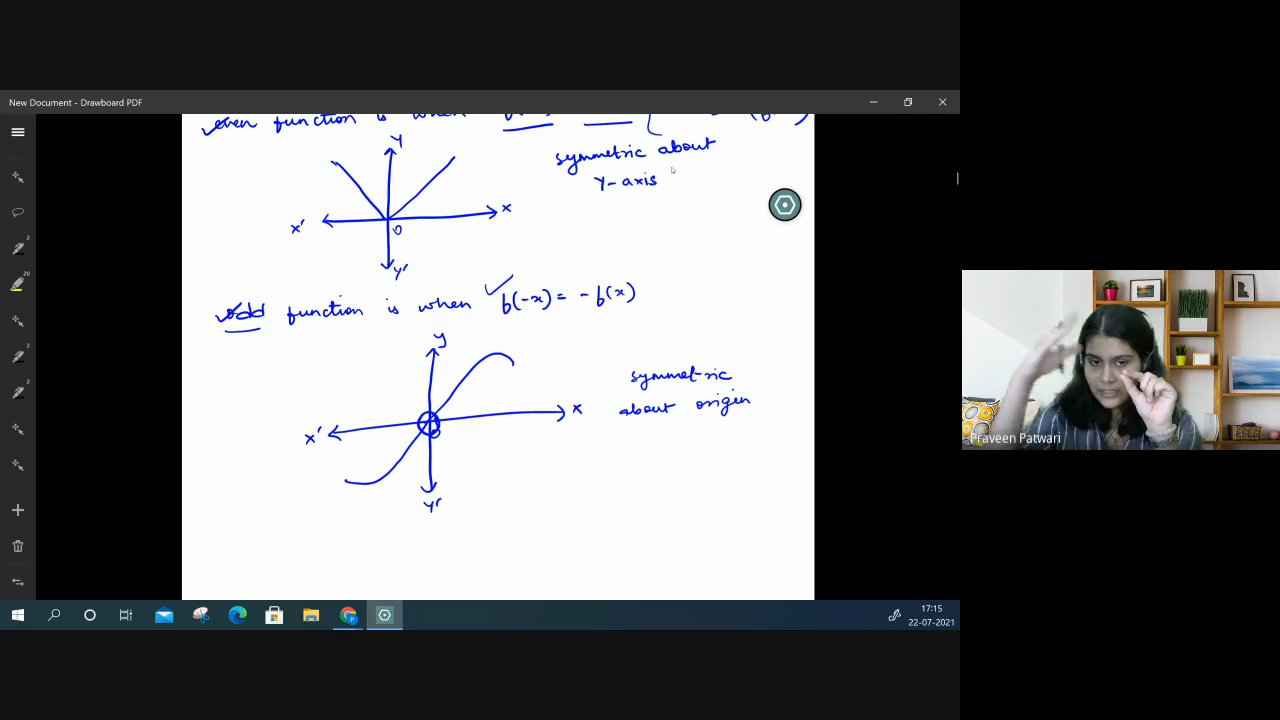 New Document - Drawboard PDF
even function is when
symmetric about
Y-axis
Y
X' X
O
Y'
Odd function is when f(-x) = -f(x)
y
symmetric
about origin
X' X
O
Y'
Praveen Patwari
17:15
22-07-2021